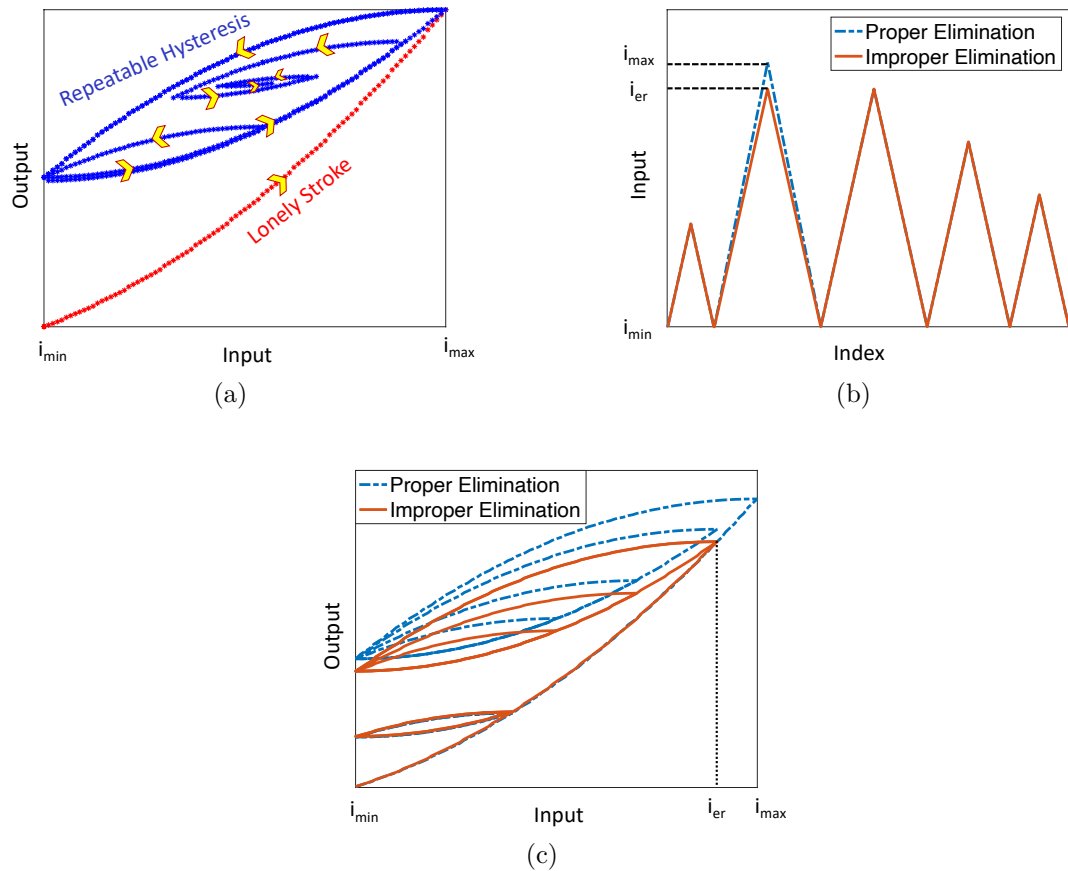 Repeatable Hysteresis
Lonely Stroke
Output
i_min
Input
i_max
(a)
Proper Elimination
Improper Elimination
i_max
i_er
Input
i_min
Index
(b)
Proper Elimination
Improper Elimination
Output
i_min
Input
i_er
i_max
(c)